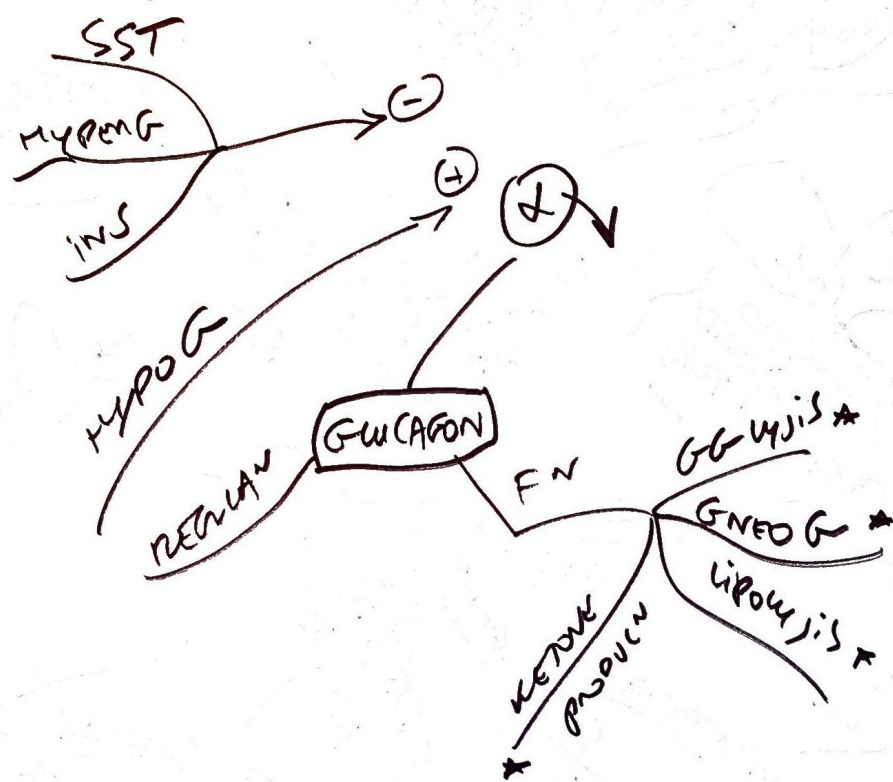 SST
HYPERG
INS
-
+
α
HYPOG
GLUCAGON
REGULAN
FN
GGlysis *
GNEOG *
Lipolysis *
KETONE
PRODUCN
*